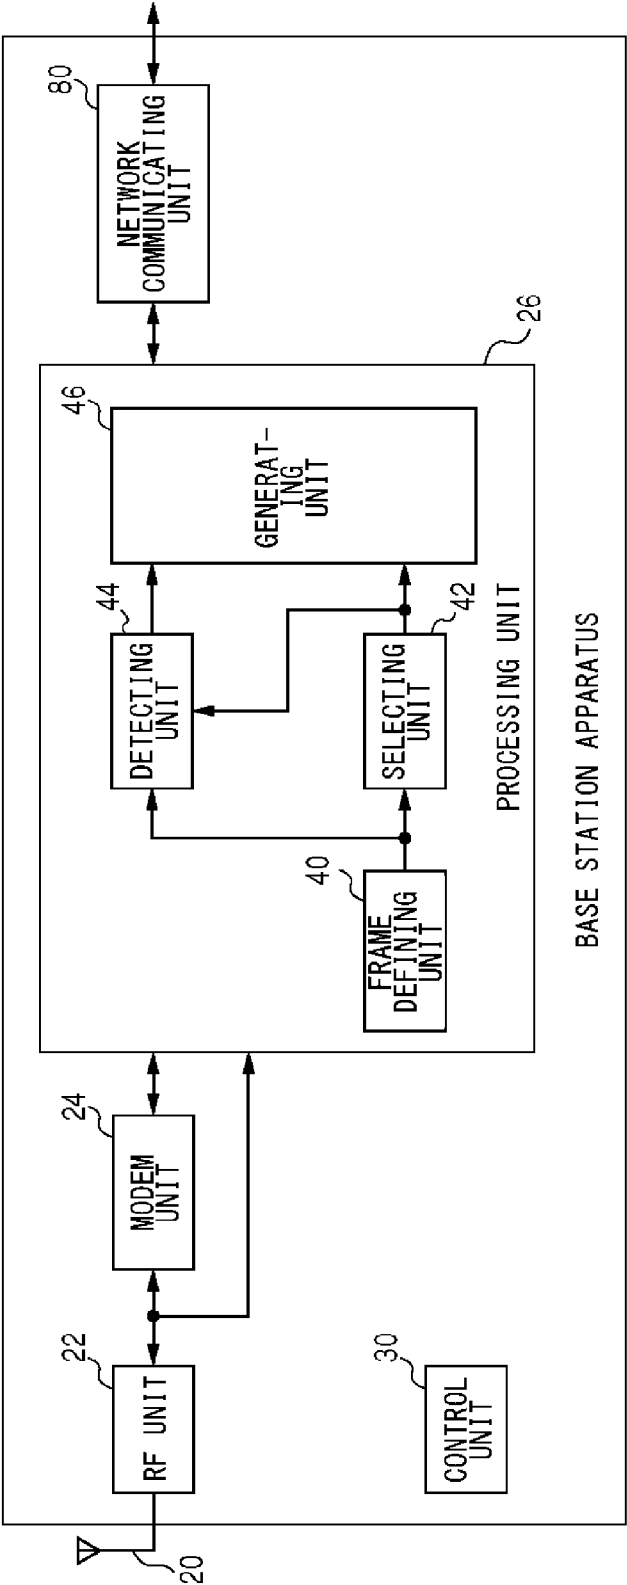 20
22
RF UNIT
24
MODEM
UNIT
30
CONTROL
UNIT
40
FRAME
DEFINING
UNIT
44
DETECTING
UNIT
42
SELECTING
UNIT
46
GENERAT-
ING
UNIT
PROCESSING UNIT
26
80
NETWORK
COMMUNICATING
UNIT
BASE STATION APPARATUS